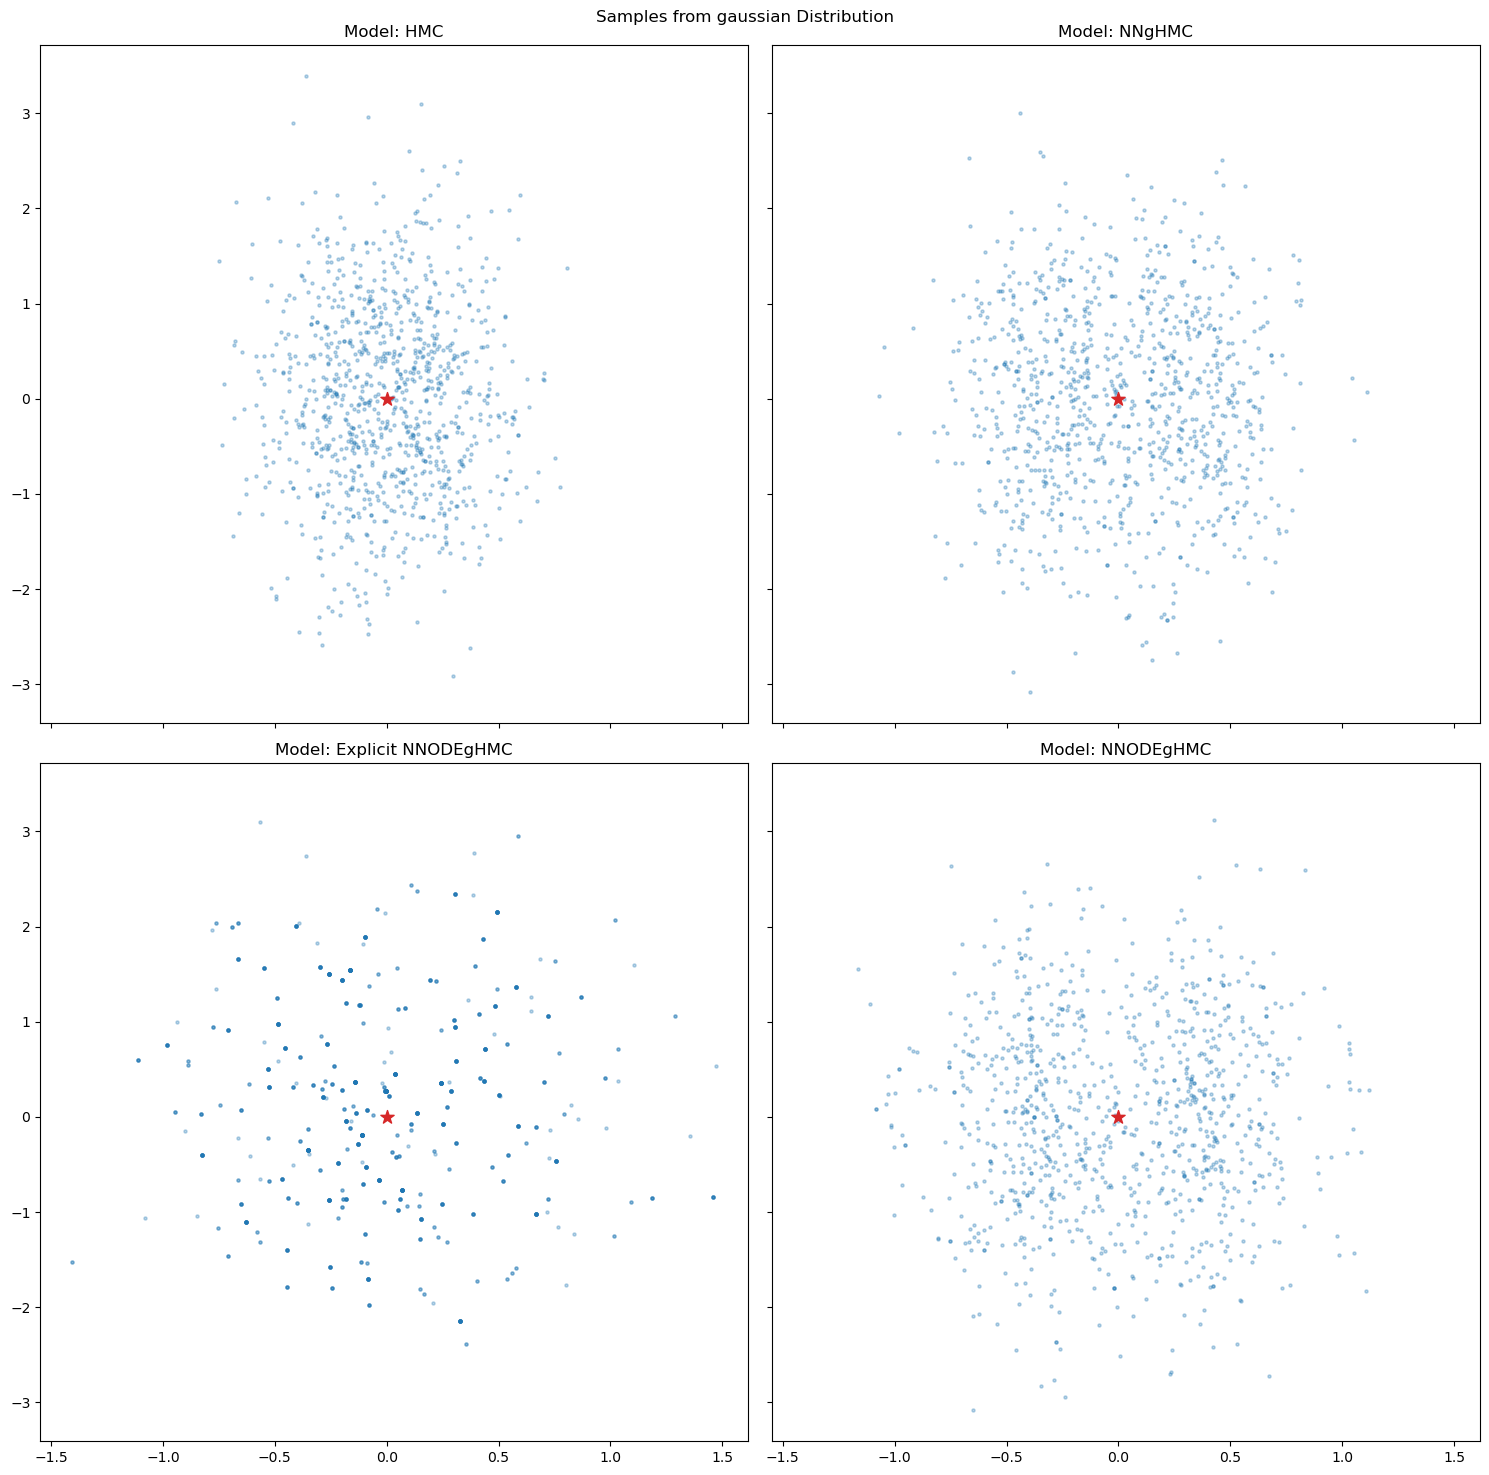 Samples from gaussian Distribution
Model: HMC
Model: NNgHMC
3
2
1
0
−1
−2
−3
Model: Explicit NNODEgHMC
Model: NNODEgHMC
3
2
1
0
−1
−2
−3
−1.5 −1.0 −0.5 0.0 0.5 1.0 1.5
−1.5 −1.0 −0.5 0.0 0.5 1.0 1.5